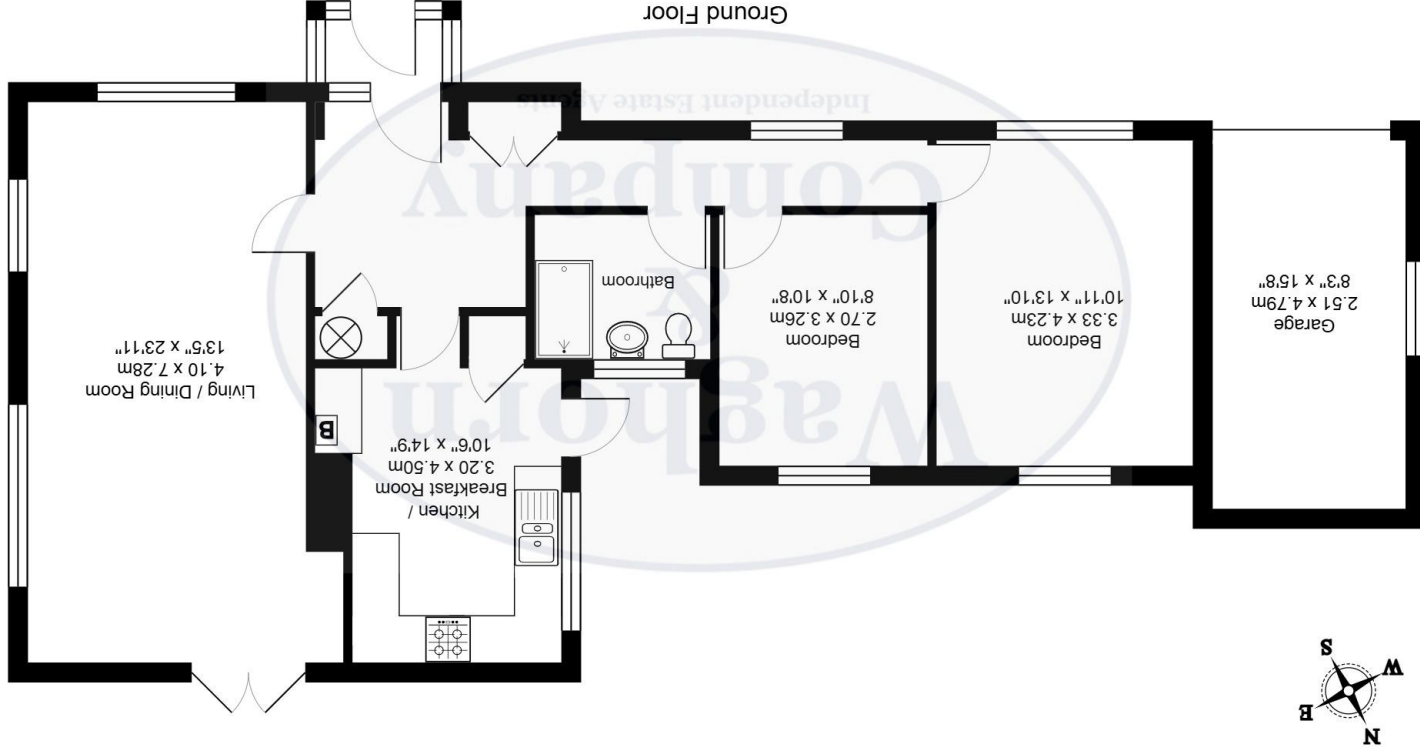 Garage
2.51 x 4.79m
8'3" x 15'8"
Bedroom
3.33 x 4.23m
10'11" x 13'10"
Bedroom
2.70 x 3.26m
8'10" x 10'8"
Bathroom
Kitchen /
Breakfast Room
3.20 x 4.50m
10'6" x 14'9"
B
Living / Dining Room
4.10 x 7.28m
13'5" x 23'11"
Ground Floor
N
E
S
W
Waghorn
&
Company
Independent Estate Agents